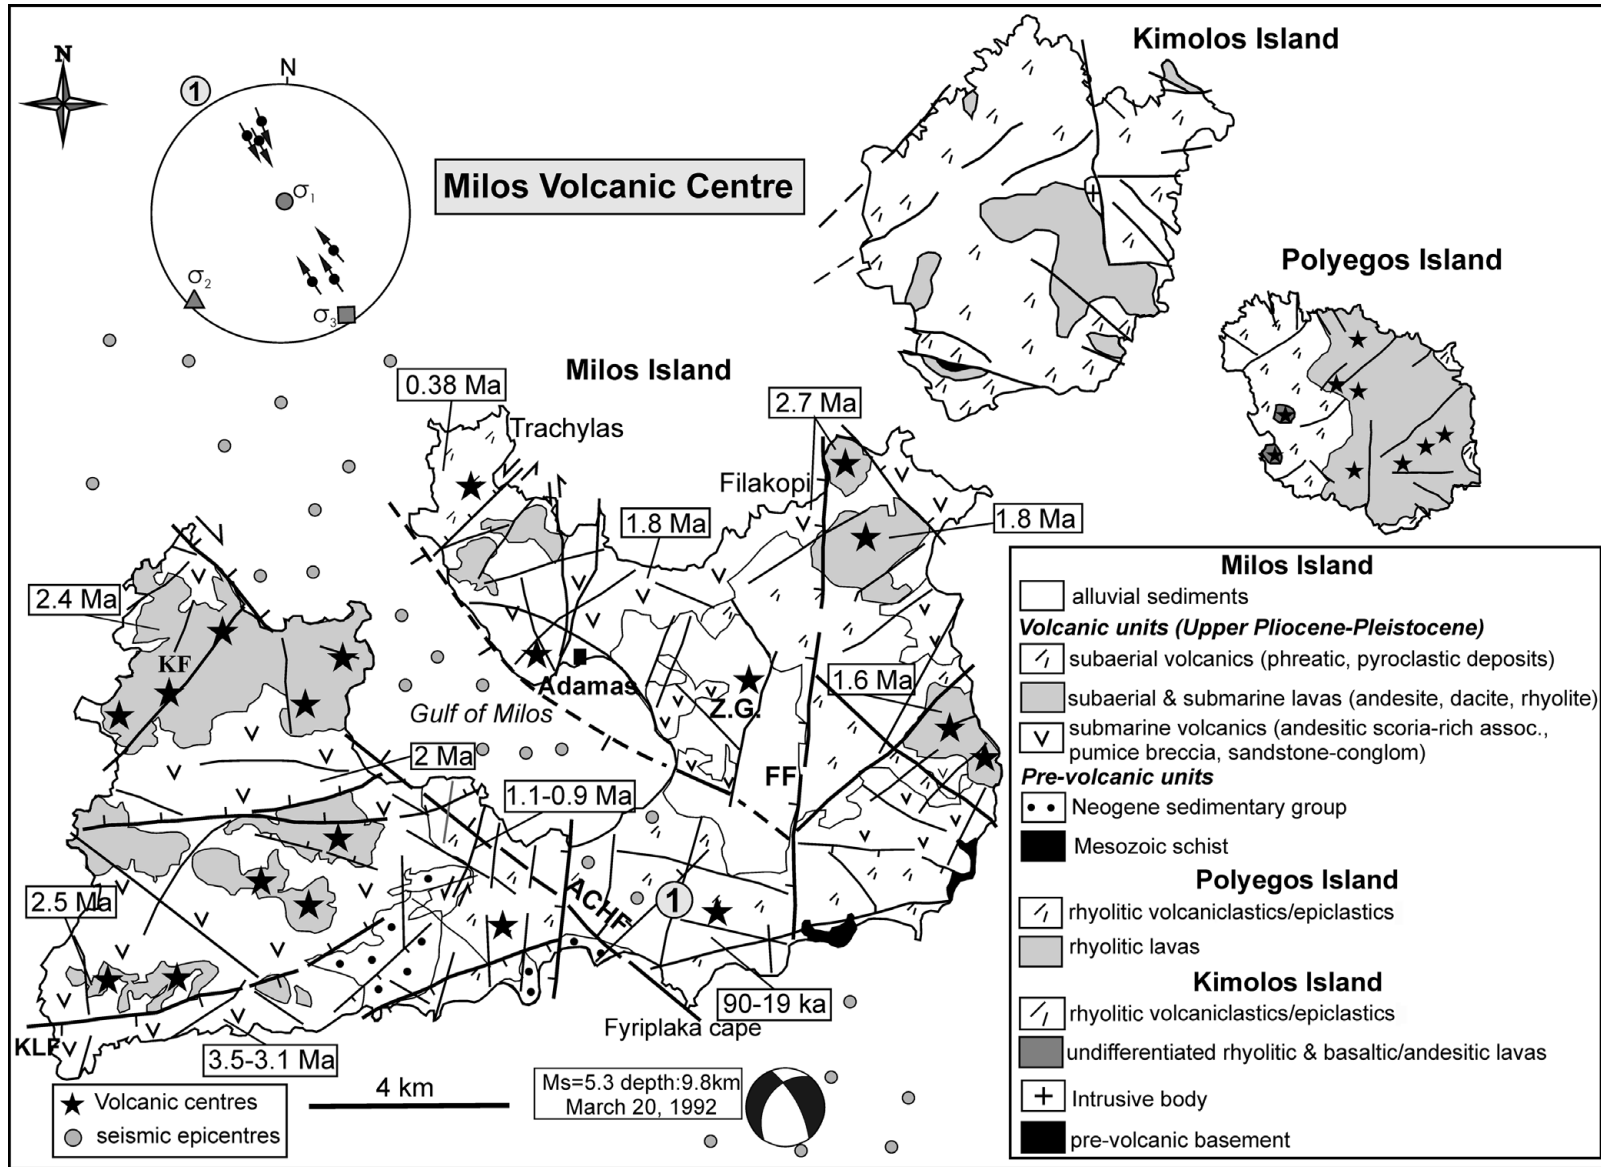 N
1
N
σ1
σ2
σ3
Milos Volcanic Centre
Kimolos Island
Polyegos Island
Milos Island
0.38 Ma
Trachylas
2.7 Ma
Filakopi
1.8 Ma
1.8 Ma
2.4 Ma
KF
Adamas
Gulf of Milos
Z.G.
1.6 Ma
2 Ma
FF
1.1-0.9 Ma
2.5 Ma
ACHF
1
90-19 ka
Fyriplaka cape
KLF
3.5-3.1 Ma
Volcanic centres
seismic epicentres
4 km
Ms=5.3 depth:9.8km
March 20, 1992
Milos Island
alluvial sediments
Volcanic units (Upper Pliocene-Pleistocene)
subaerial volcanics (phreatic, pyroclastic deposits)
subaerial & submarine lavas (andesite, dacite, rhyolite)
submarine volcanics (andesitic scoria-rich assoc.,
pumice breccia, sandstone-conglom)
Pre-volcanic units
Neogene sedimentary group
Mesozoic schist
Polyegos Island
rhyolitic volcaniclastics/epiclastics
rhyolitic lavas
Kimolos Island
rhyolitic volcaniclastics/epiclastics
undifferentiated rhyolitic & basaltic/andesitic lavas
Intrusive body
pre-volcanic basement